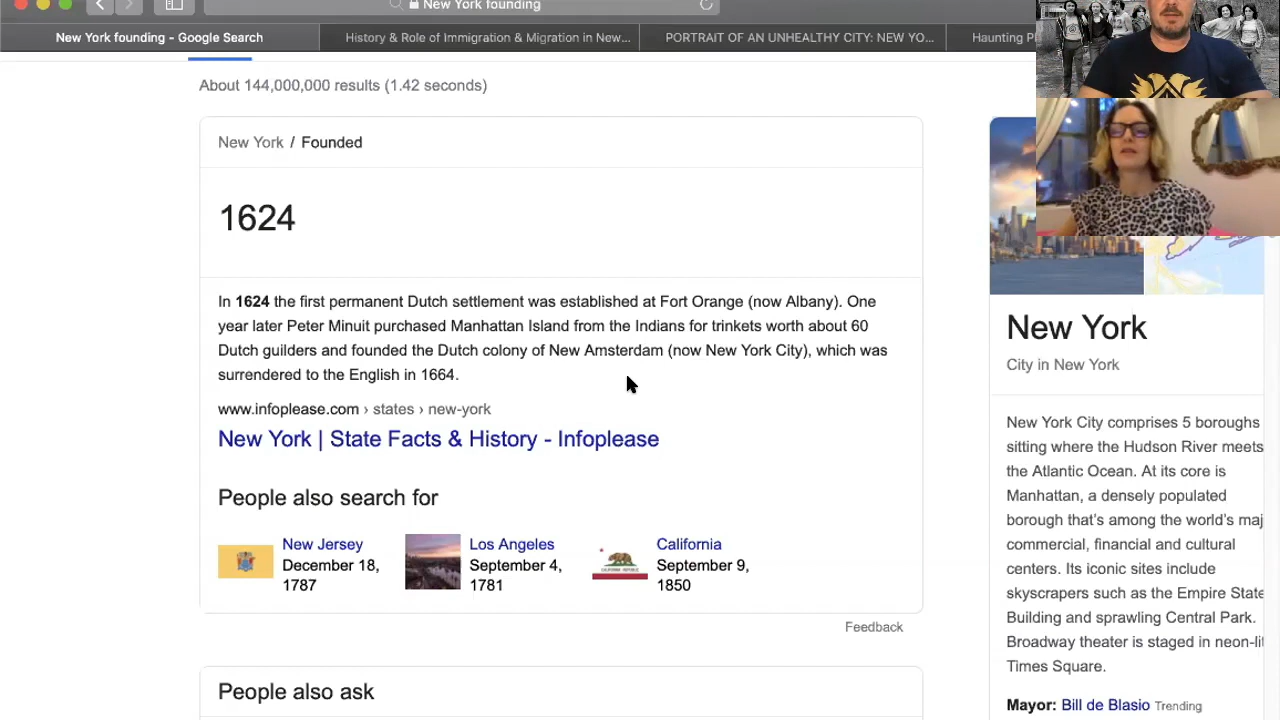 New York founding
New York founding - Google Search
History & Role of Immigration & Migration in New...
PORTRAIT OF AN UNHEALTHY CITY: NEW YO...
Haunting
About 144,000,000 results (1.42 seconds)
New York / Founded
1624
In 1624 the first permanent Dutch settlement was established at Fort Orange (now Albany). One
year later Peter Minuit purchased Manhattan Island from the Indians for trinkets worth about 60
Dutch guilders and founded the Dutch colony of New Amsterdam (now New York City), which was
surrendered to the English in 1664.
www.infoplease.com › states › new-york
New York | State Facts & History - Infoplease
People also search for
New Jersey
December 18,
1787
Los Angeles
September 4,
1781
California
September 9,
1850
Feedback
People also ask
New York
City in New York
New York City comprises 5 boroughs
sitting where the Hudson River meets
the Atlantic Ocean. At its core is
Manhattan, a densely populated
borough that's among the world's maj
commercial, financial and cultural
centers. Its iconic sites include
skyscrapers such as the Empire State
Building and sprawling Central Park.
Broadway theater is staged in neon-lit
Times Square.
Mayor: Bill de Blasio Trending